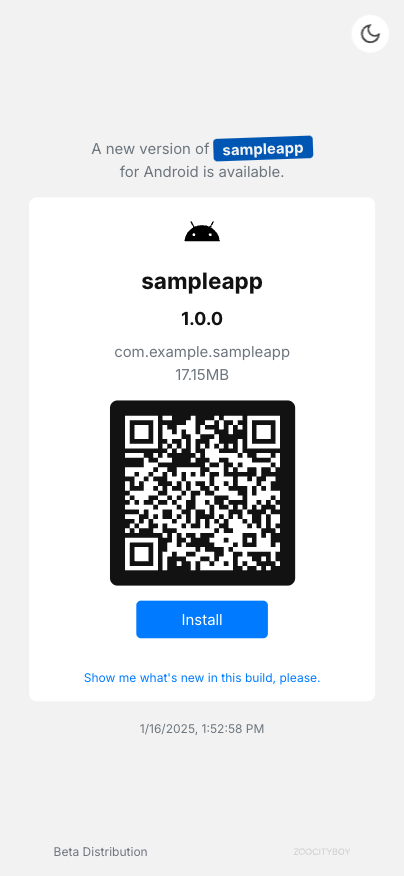 A new version of sampleapp
for Android is available.
sampleapp
1.0.0
com.example.sampleapp
17.15MB
Install
Show me what's new in this build, please.
1/16/2025, 1:52:58 PM
Beta Distribution
ZOOCITYBOY